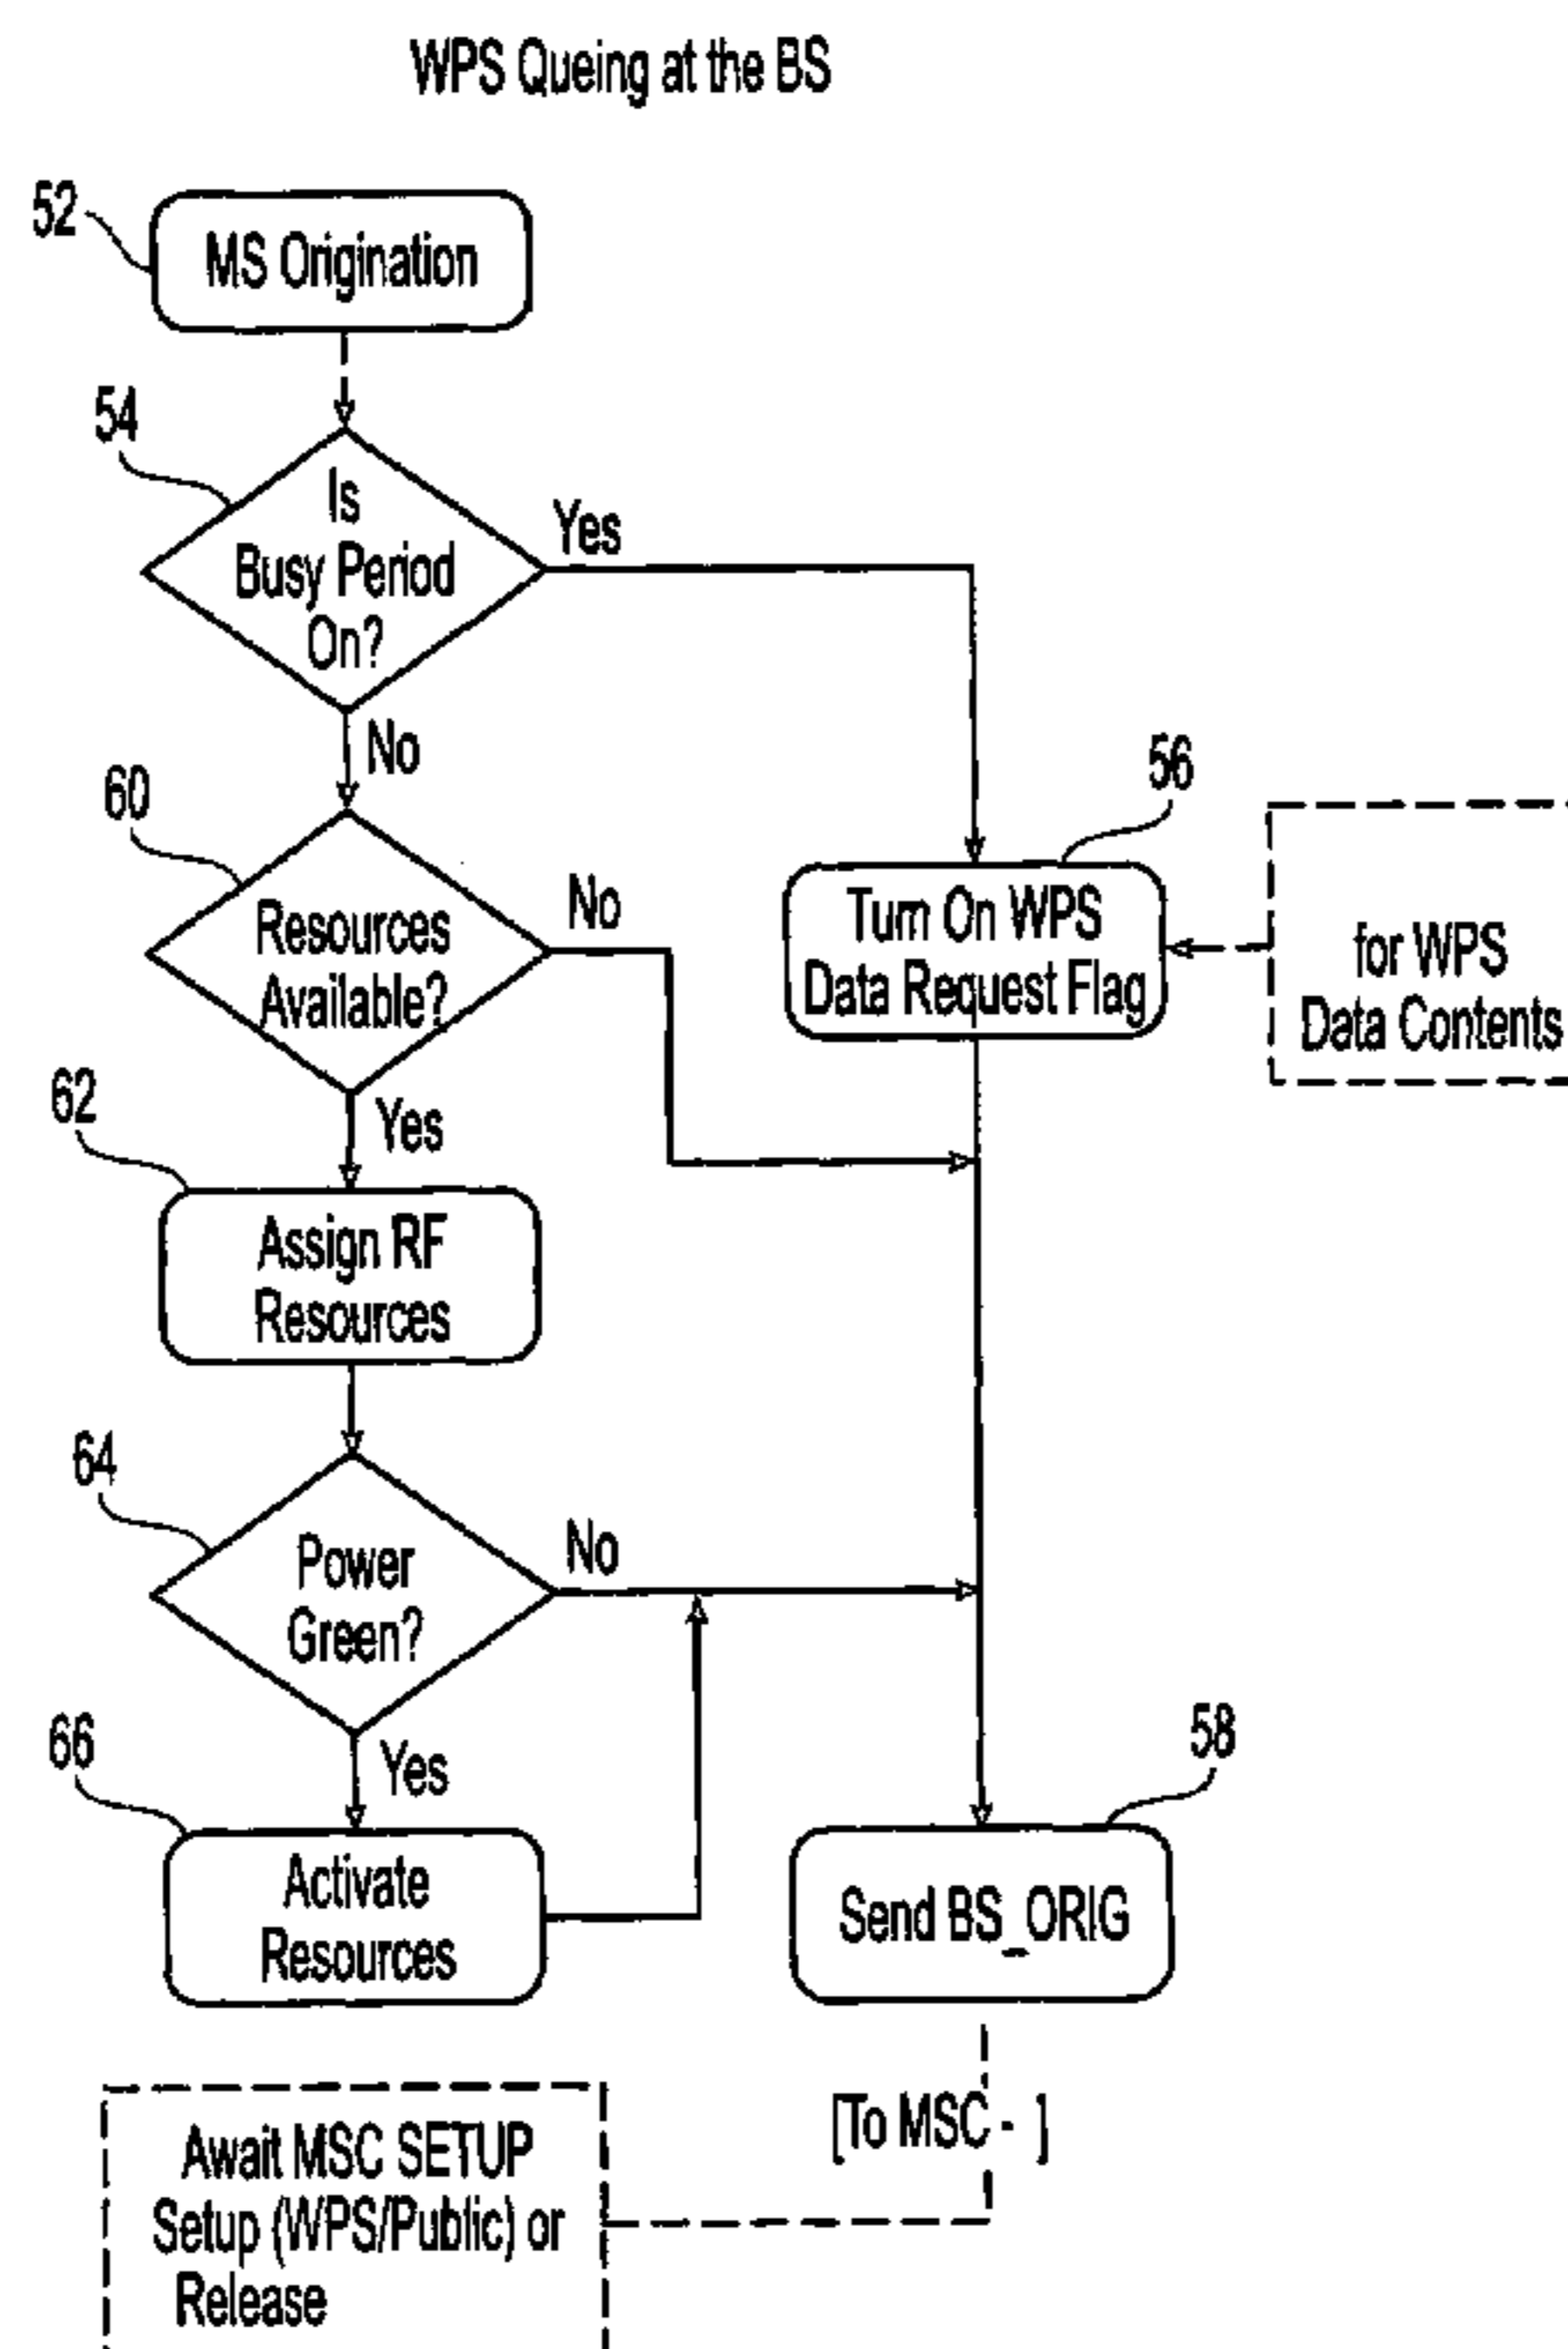 WPS Queing at the BS
52
MS Origination
54
Is
Busy Period
On?
Yes
No
60
Resources
Available?
No
Yes
56
Turn On WPS
Data Request Flag
for WPS
Data Contents
62
Assign RF
Resources
64
Power
Green?
No
Yes
66
Activate
Resources
58
Send BS_ORIG
[To MSC - ]
Await MSC SETUP
Setup (WPS/Public) or
Release